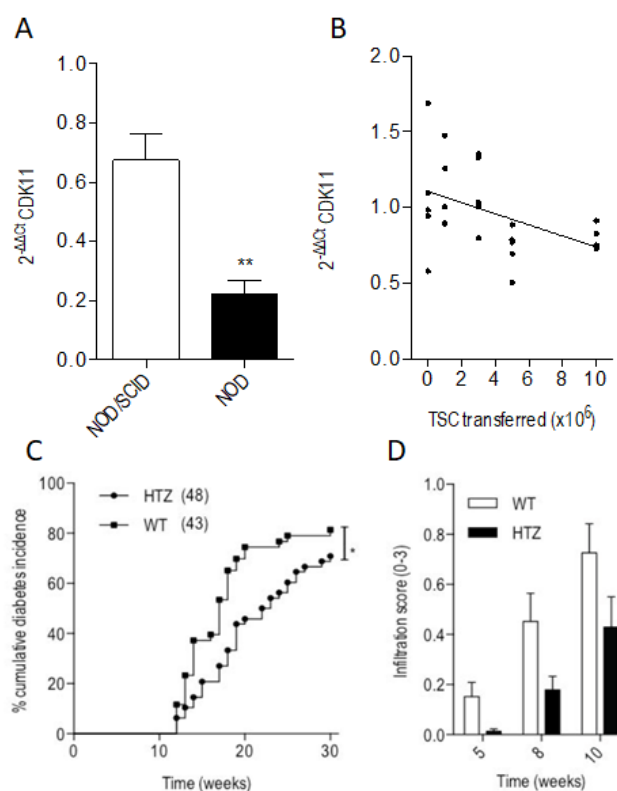 A
2^-ΔΔCt CDK11
1.0
0.8
0.6
0.4
0.2
0.0
**
NOD/SCID
NOD
B
2^-ΔΔCt CDK11
2.0
1.5
1.0
0.5
0.0
0 2 4 6 8 10
TSC transferred (x10^6)
C
% cumulative diabetes incidence
100
80
60
40
20
0
HTZ (48)
WT (43)
*
0 10 20 30
Time (weeks)
D
Infiltration score (0-3)
1.0
0.8
0.6
0.4
0.2
0.0
WT
HTZ
5 8 10
Time (weeks)